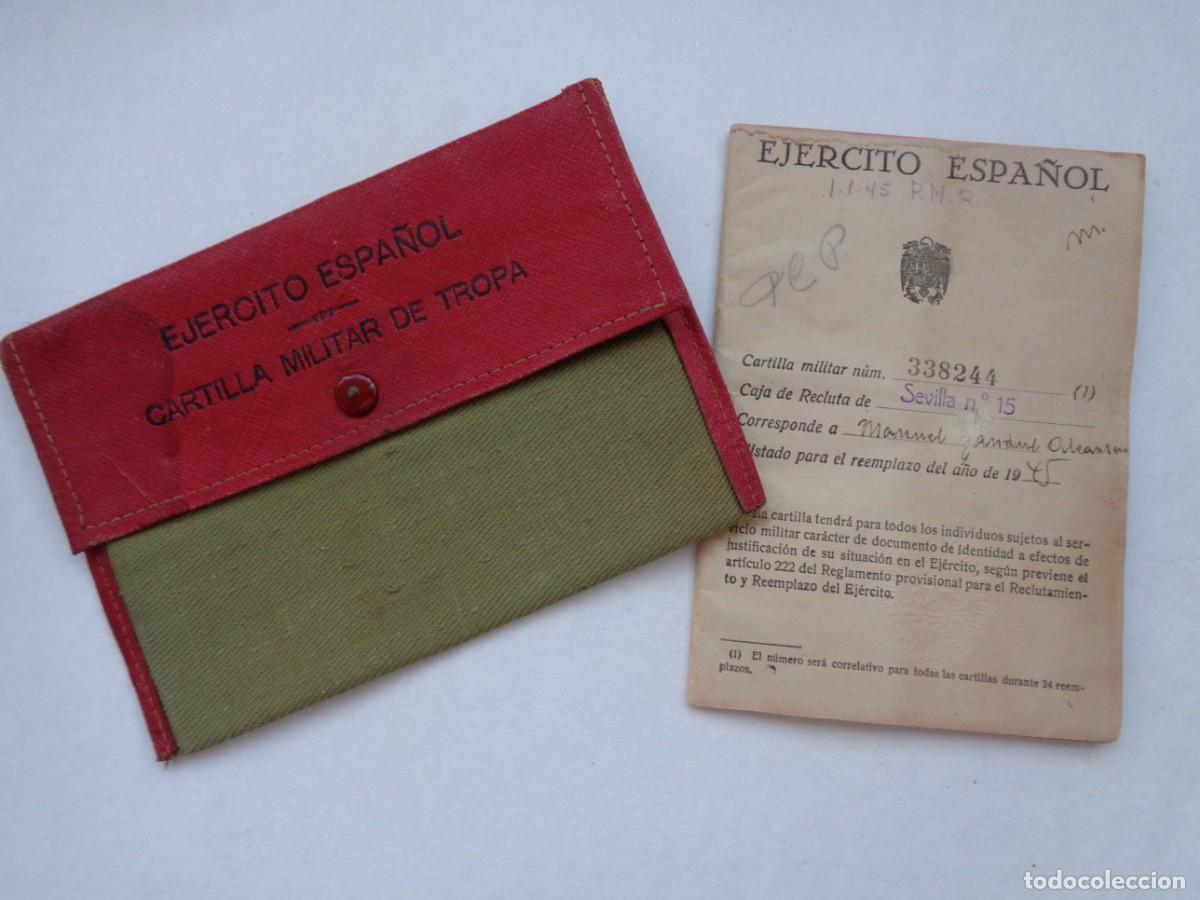 EJERCITO ESPAÑOL
CARTILLA MILITAR DE TROPA
EJERCITO ESPAÑOL
1.1.45 P.M.R
m.
Cartilla militar núm. 338244 (1)
Caja de Recluta de Sevilla nº 15
Corresponde a Manuel
listado para el reemplazo del año de 1945
cartilla tendrá para todos los individuos sujetos al ser-
vicio militar carácter de documento de identidad a efectos de
justificación de su situación en el Ejército, según previene el
artículo 222 del Reglamento provisional para el Reclutamien-
to y Reemplazo del Ejército.
(1) El número será correlativo para todas las cartillas durante 24 reem-
plazos.
todocoleccion